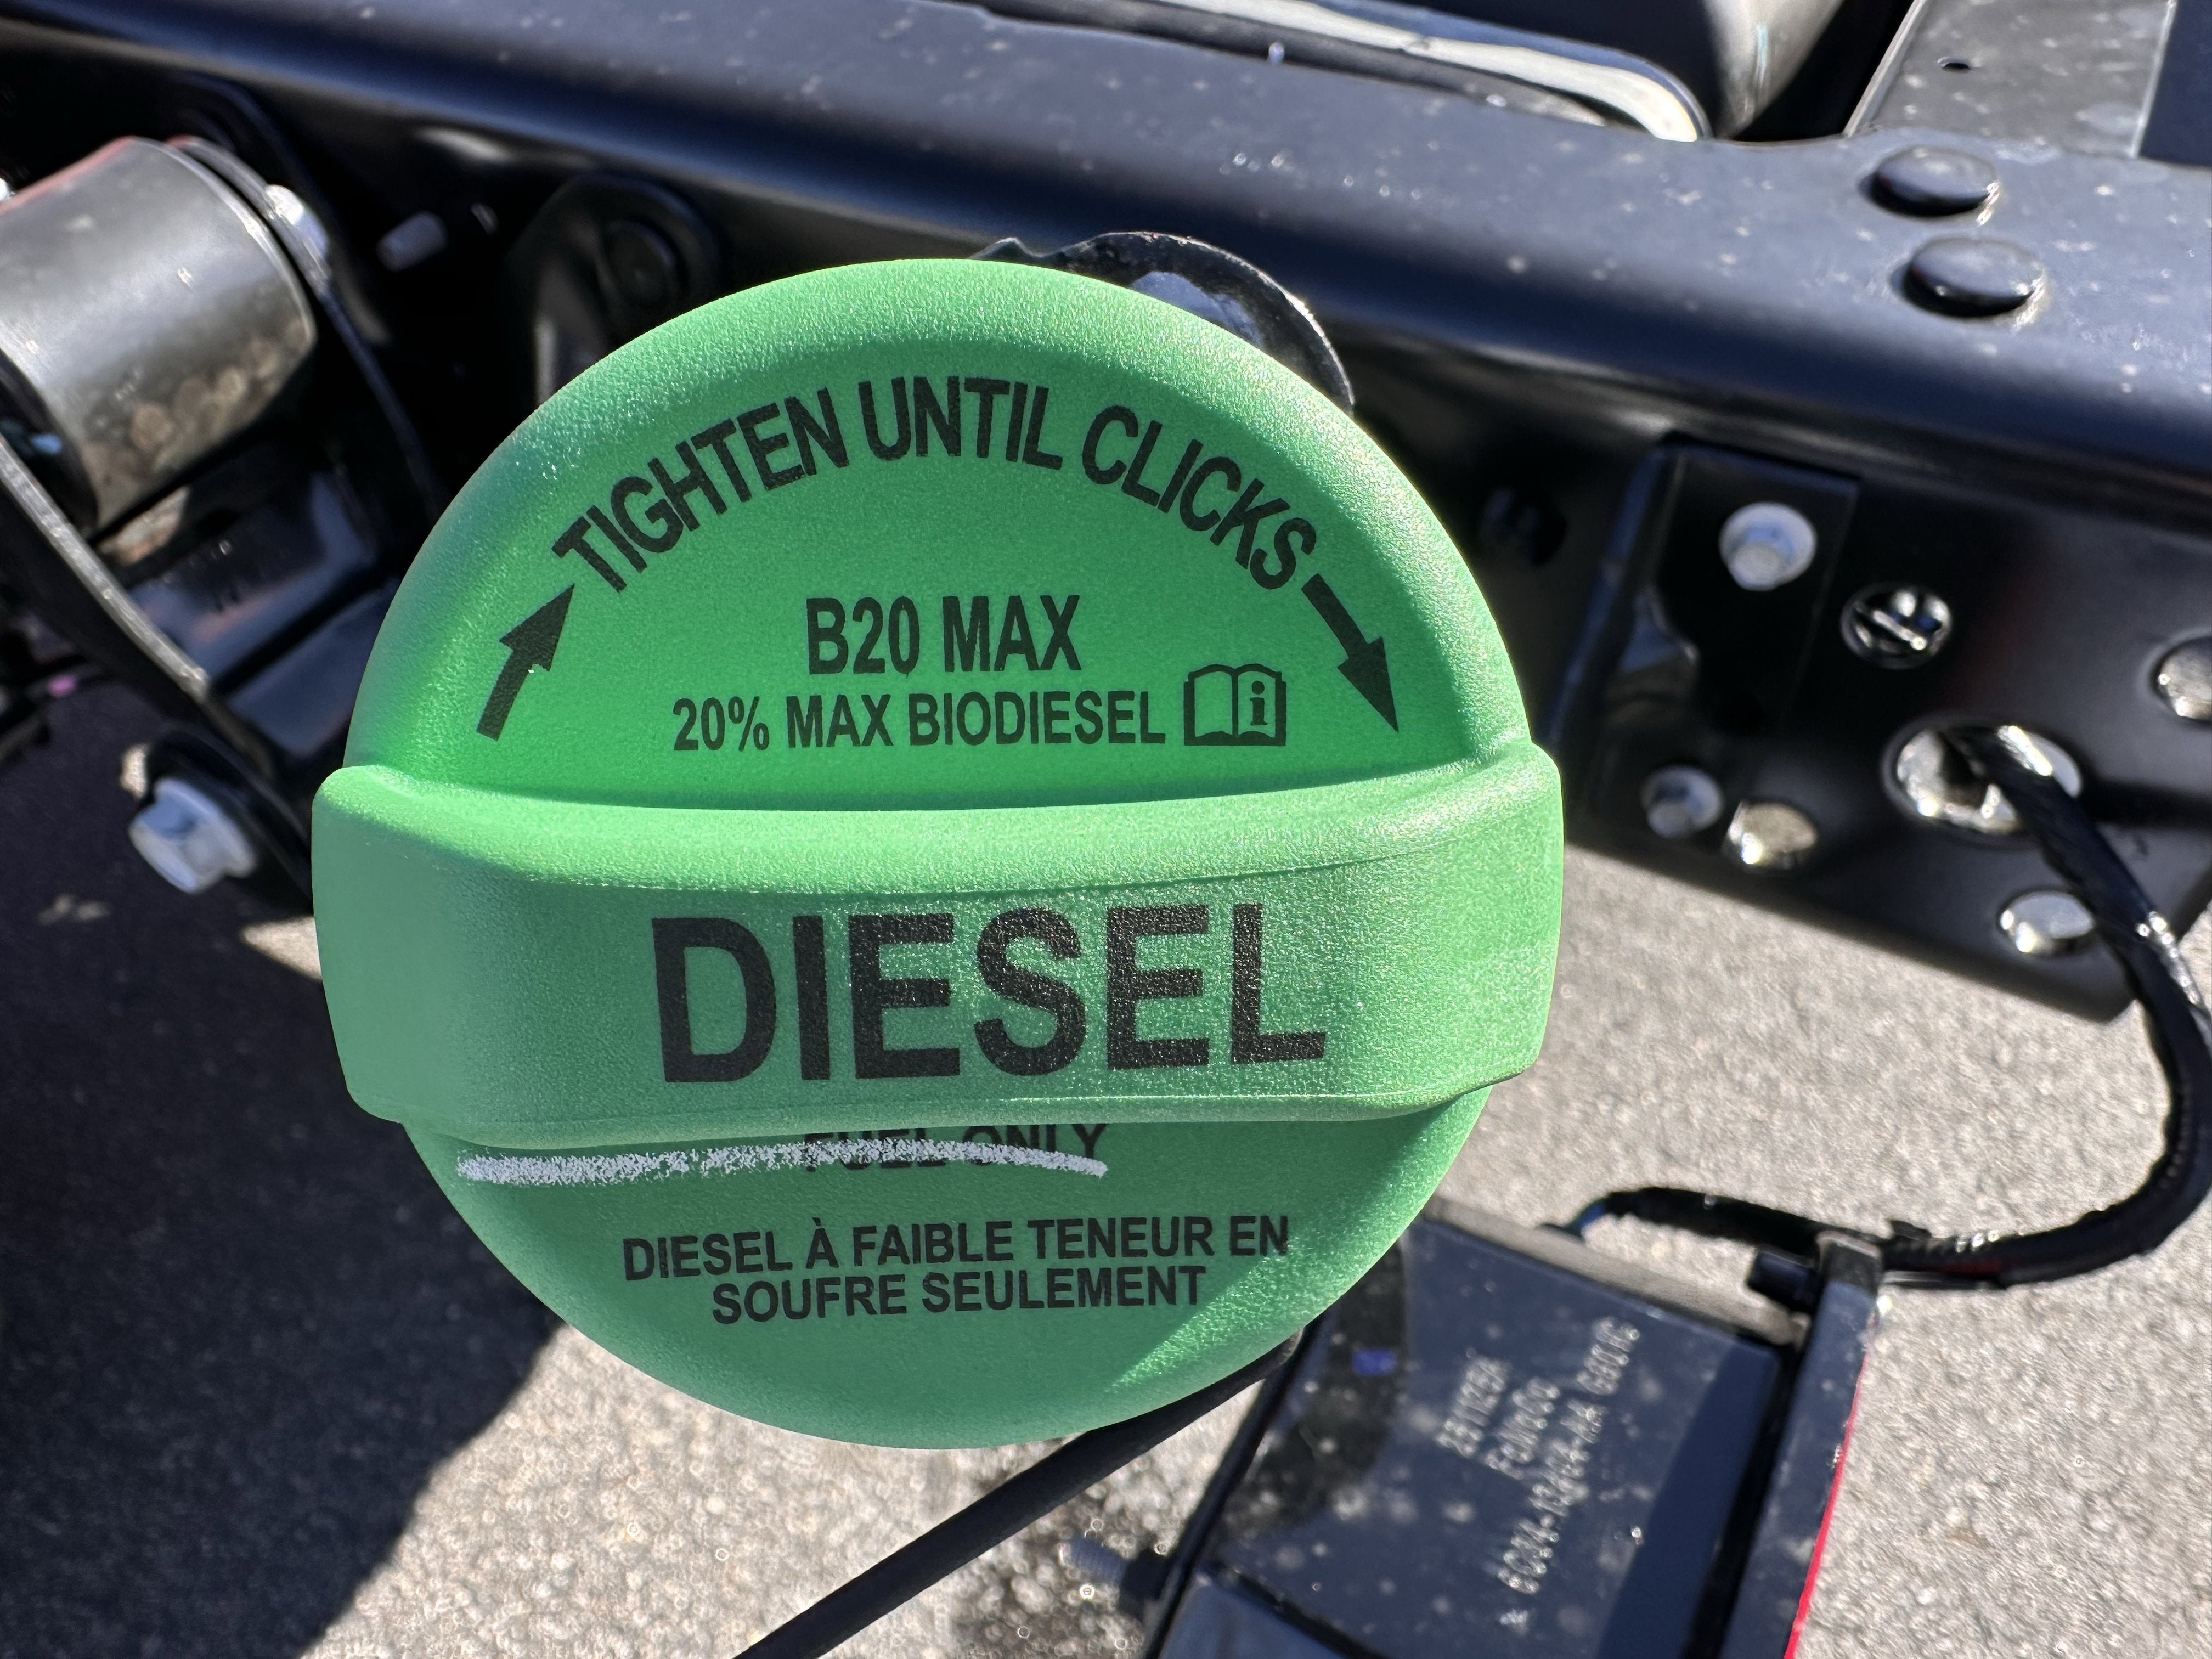 TIGHTEN UNTIL CLICKS
B20 MAX
20% MAX BIODIESEL
DIESEL
FUEL ONLY
DIESEL À FAIBLE TENEUR EN
SOUFRE SEULEMENT